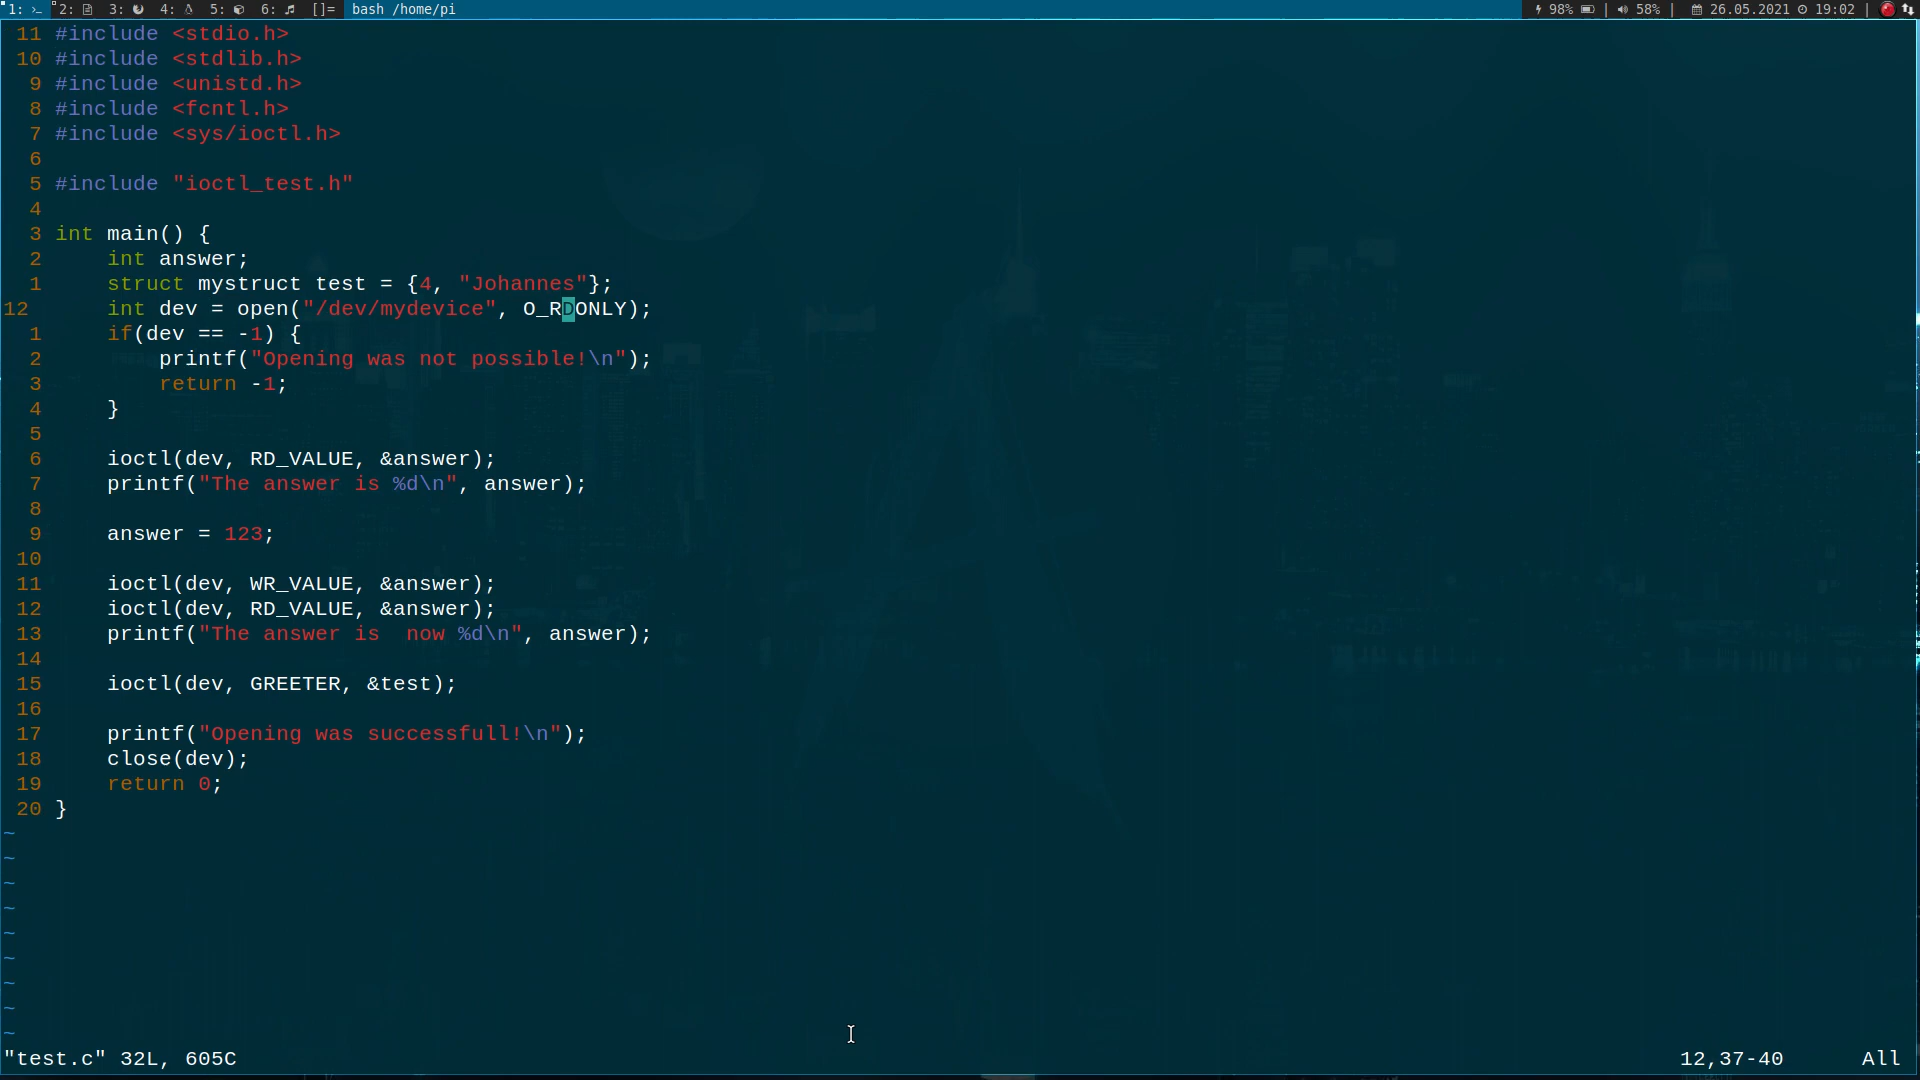 1: 2: 3: 4: 5: 6: []= bash /home/pi 98% | 58% | 26.05.2021 19:02 |
11 #include <stdio.h>
10 #include <stdlib.h>
9 #include <unistd.h>
8 #include <fcntl.h>
7 #include <sys/ioctl.h>
6
5 #include "ioctl_test.h"
4
3 int main() {
2     int answer;
1     struct mystruct test = {4, "Johannes"};
12     int dev = open("/dev/mydevice", O_RDONLY);
1     if(dev == -1) {
2         printf("Opening was not possible!\n");
3         return -1;
4     }
5
6     ioctl(dev, RD_VALUE, &answer);
7     printf("The answer is %d\n", answer);
8
9     answer = 123;
10
11     ioctl(dev, WR_VALUE, &answer);
12     ioctl(dev, RD_VALUE, &answer);
13     printf("The answer is  now %d\n", answer);
14
15     ioctl(dev, GREETER, &test);
16
17     printf("Opening was successfull!\n");
18     close(dev);
19     return 0;
20 }
~
~
~
~
~
~
~
~
~
"test.c" 32L, 605C 12,37-40 All